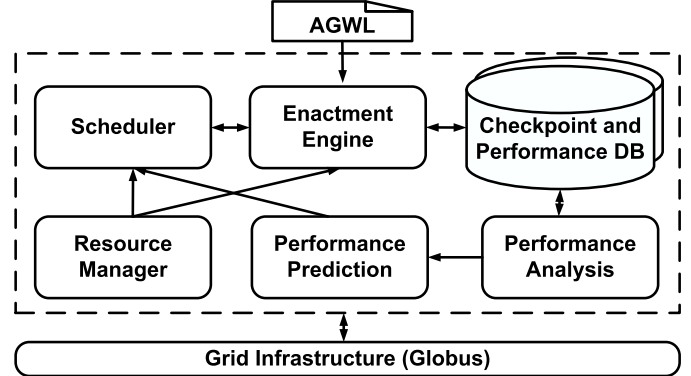 AGWL
Scheduler
Enactment
Engine
Checkpoint and
Performance DB
Resource
Manager
Performance
Prediction
Performance
Analysis
Grid Infrastructure (Globus)